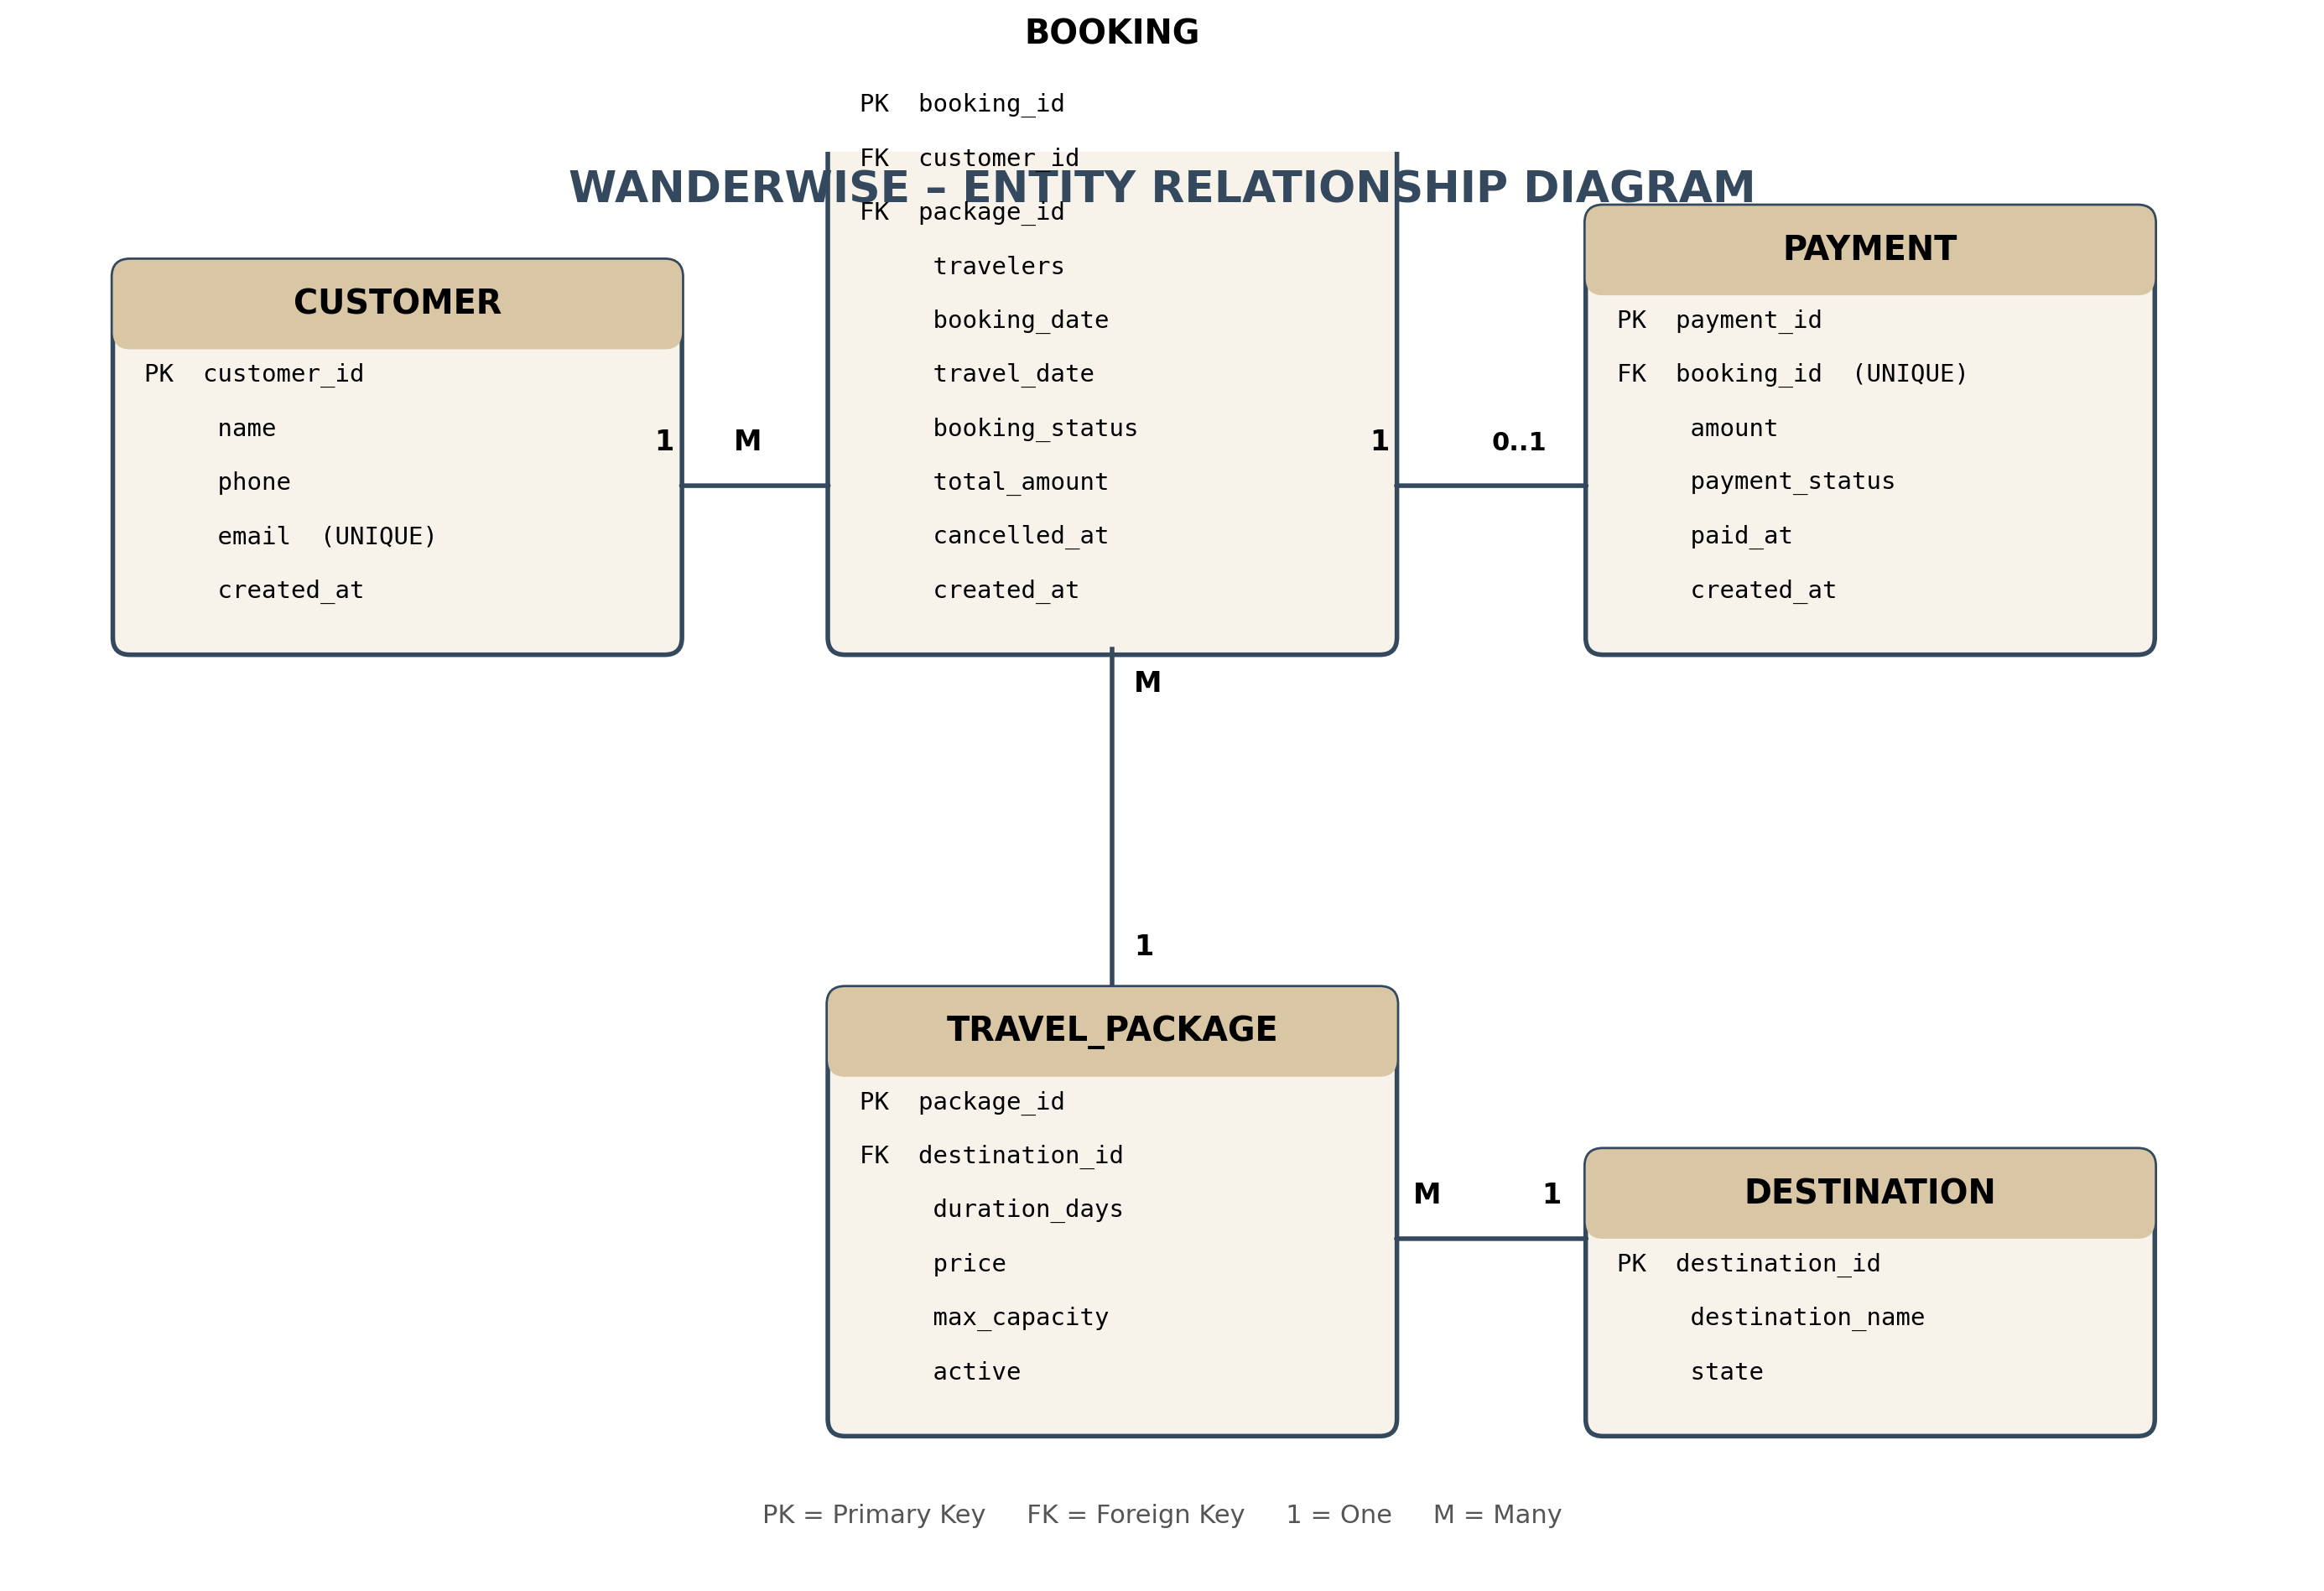 BOOKING
PK  booking_id
FK  customer_id
WANDERWISE – ENTITY RELATIONSHIP DIAGRAM
FK  package_id
travelers
booking_date
travel_date
booking_status
total_amount
cancelled_at
created_at
CUSTOMER
PK  customer_id
name
phone
email  (UNIQUE)
created_at
1
M
PAYMENT
PK  payment_id
FK  booking_id  (UNIQUE)
amount
payment_status
paid_at
created_at
1
0..1
M
1
TRAVEL_PACKAGE
PK  package_id
FK  destination_id
duration_days
price
max_capacity
active
M
1
DESTINATION
PK  destination_id
destination_name
state
PK = Primary Key     FK = Foreign Key     1 = One     M = Many